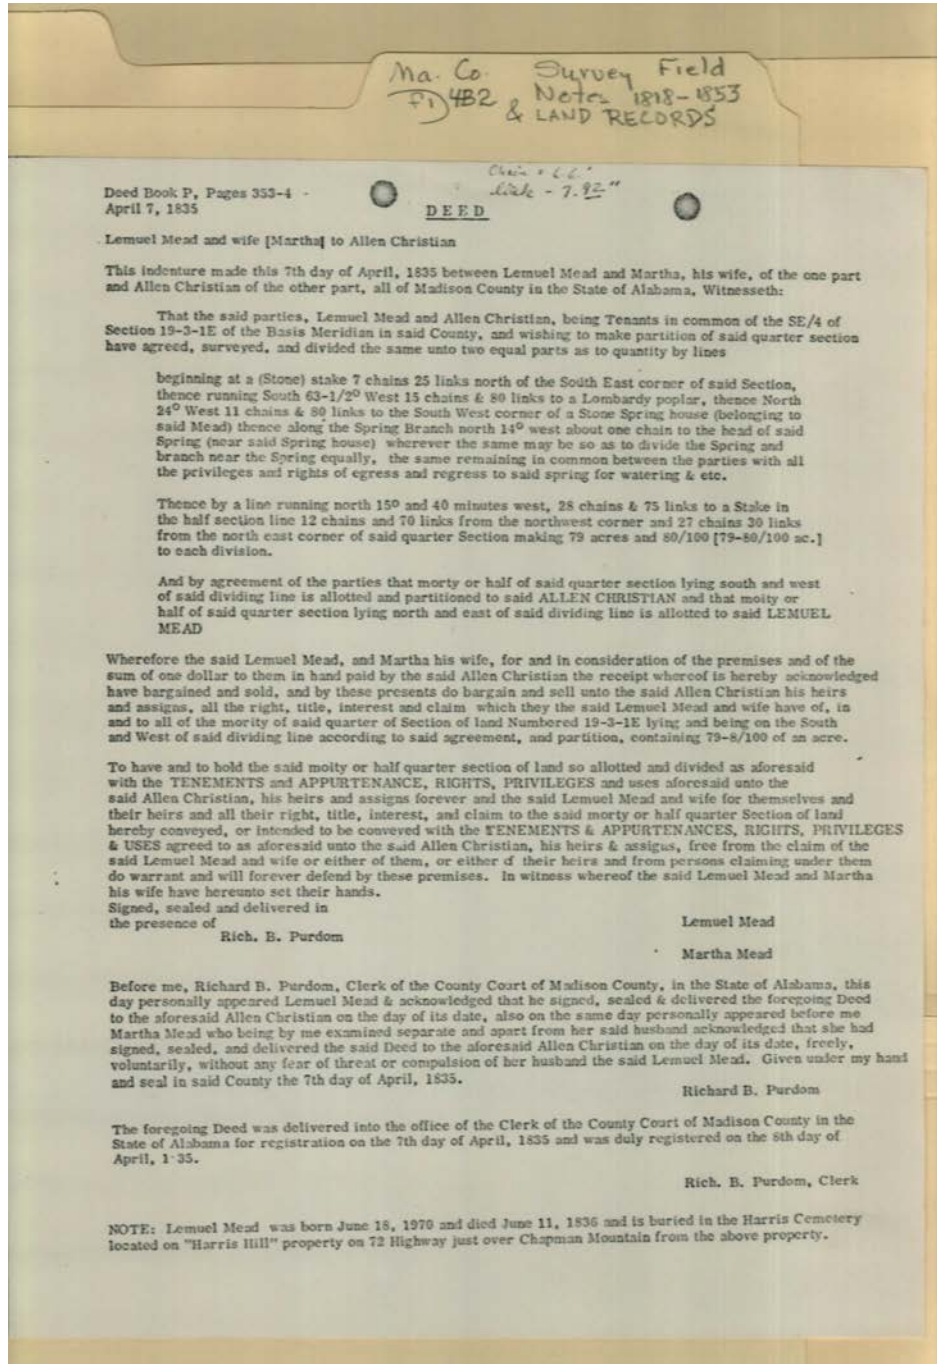 Ma. Co. Survey Field
4B2 Notes 1818-1853
& LAND RECORDS
link - 7.92"
Deed Book P, Pages 353-4 -
April 7, 1835
DEED
Lemuel Mead and wife [Martha] to Allen Christian
This indenture made this 7th day of April, 1835 between Lemuel Mead and Martha, his wife, of the one part
and Allen Christian of the other part, all of Madison County in the State of Alabama, Witnesseth:
That the said parties, Lemuel Mead and Allen Christian, being Tenants in common of the SE/4 of
Section 19-3-1E of the Basis Meridian in said County, and wishing to make partition of said quarter section
have agreed, surveyed, and divided the same unto two equal parts as to quantity by lines
beginning at a (Stone) stake 7 chains 25 links north of the South East corner of said Section,
thence running South 63-1/2° West 15 chains & 80 links to a Lombardy poplar, thence North
24° West 11 chains & 80 links to the South West corner of a Stone Spring house (belonging to
said Mead) thence along the Spring Branch north 14° west about one chain to the head of said
Spring (near said Spring house) wherever the same may be so as to divide the Spring and
branch near the Spring equally, the same remaining in common between the parties with all
the privileges and rights of egress and regress to said spring for watering & etc.
Thence by a line running north 15° and 40 minutes west, 28 chains & 75 links to a Stake in
the half section line 12 chains and 70 links from the northwest corner and 27 chains 30 links
from the north east corner of said quarter Section making 79 acres and 80/100 [79-80/100 ac.]
to each division.
And by agreement of the parties that morty or half of said quarter section lying south and west
of said dividing line is allotted and partitioned to said ALLEN CHRISTIAN and that moity or
half of said quarter section lying north and east of said dividing line is allotted to said LEMUEL
MEAD
Wherefore the said Lemuel Mead, and Martha his wife, for and in consideration of the premises and of the
sum of one dollar to them in hand paid by the said Allen Christian the receipt whereof is hereby acknowledged
have bargained and sold, and by these presents do bargain and sell unto the said Allen Christian his heirs
and assigns, all the right, title, interest and claim which they the said Lemuel Mead and wife have of, in
and to all of the mority of said quarter of Section of land Numbered 19-3-1E lying and being on the South
and West of said dividing line according to said agreement, and partition, containing 79-8/100 of an acre.
To have and to hold the said moity or half quarter section of land so allotted and divided as aforesaid
with the TENEMENTS and APPURTENANCE, RIGHTS, PRIVILEGES and uses aforesaid unto the
said Allen Christian, his heirs and assigns forever and the said Lemuel Mead and wife for themselves and
their heirs and all their right, title, interest, and claim to the said morty or half quarter Section of land
hereby conveyed, or intended to be conveved with the TENEMENTS & APPURTENANCES, RIGHTS, PRIVILEGES
& USES agreed to as aforesaid unto the said Allen Christian, his heirs & assigus, free from the claim of the
said Lemuel Mead and wife or either of them, or either of their heirs and from persons claiming under them
do warrant and will forever defend by these premises. In witness whereof the said Lemuel Mead and Martha
his wife have hereunto set their hands.
Signed, sealed and delivered in
the presence of Lemuel Mead
Rich. B. Purdom
Martha Mead
Before me, Richard B. Purdom, Clerk of the County Court of Madison County, in the State of Alabama, this
day personally appeared Lemuel Mead & acknowledged that he signed, sealed & delivered the foregoing Deed
to the aforesaid Allen Christian on the day of its date, also on the same day personally appeared before me
Martha Mead who being by me examined separate and apart from her said husband acknowledged that she had
signed, sealed, and delivered the said Deed to the aforesaid Allen Christian on the day of its date, freely,
voluntarily, without any fear of threat or compulsion of her husband the said Lemuel Mead. Given under my hand
and seal in said County the 7th day of April, 1835.
Richard B. Purdom
The foregoing Deed was delivered into the office of the Clerk of the County Court of Madison County in the
State of Alabama for registration on the 7th day of April, 1835 and was duly registered on the 8th day of
April, 1 35.
Rich. B. Purdom, Clerk
NOTE: Lemuel Mead was born June 18, 1970 and died June 11, 1836 and is buried in the Harris Cemetery
located on "Harris Hill" property on 72 Highway just over Chapman Mountain from the above property.